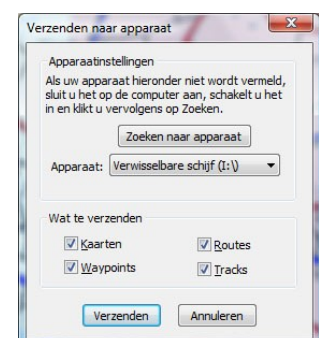 Verzenden naar apparaat
Apparaatinstellingen
Als uw apparaat hieronder niet wordt vermeld,
sluit u het op de computer aan, schakelt u het
in en klikt u vervolgens op Zoeken.
Zoeken naar apparaat
Apparaat: Verwisselbare schijf (I:\)
Wat te verzenden
Kaarten Routes
Waypoints Tracks
Verzenden Annuleren